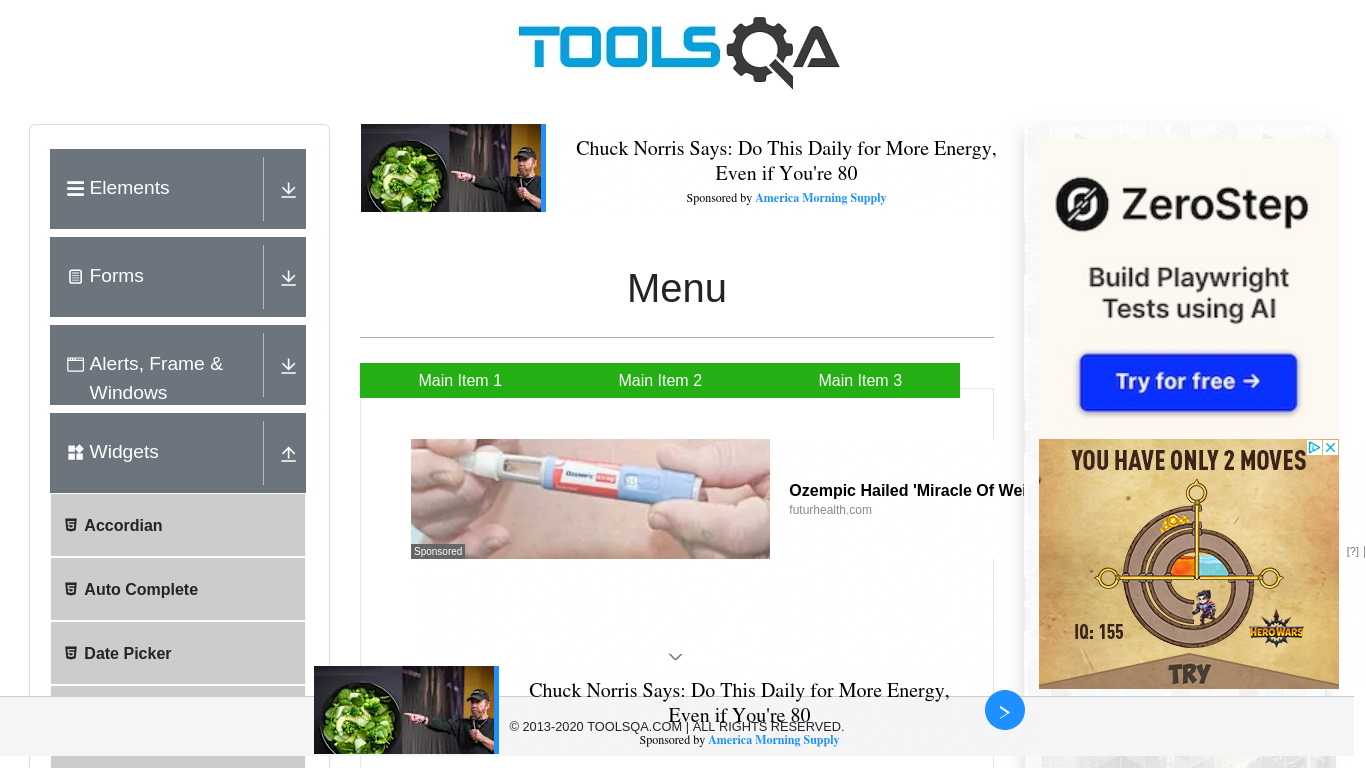 TOOLSQA
Elements
Forms
Alerts, Frame &
Windows
Widgets
Accordian
Auto Complete
Date Picker
Chuck Norris Says: Do This Daily for More Energy,
Even if You're 80
Sponsored by America Morning Supply
Menu
Main Item 1
Main Item 2
Main Item 3
Sponsored
Ozempic Hailed 'Miracle Of Wei
futurhealth.com
ZeroStep
Build Playwright
Tests using AI
Try for free →
YOU HAVE ONLY 2 MOVES
IQ: 155
HERO WARS
TRY
[?]
Chuck Norris Says: Do This Daily for More Energy,
Even if You're 80
© 2013-2020 TOOLSQA.COM | ALL RIGHTS RESERVED.
Sponsored by America Morning Supply